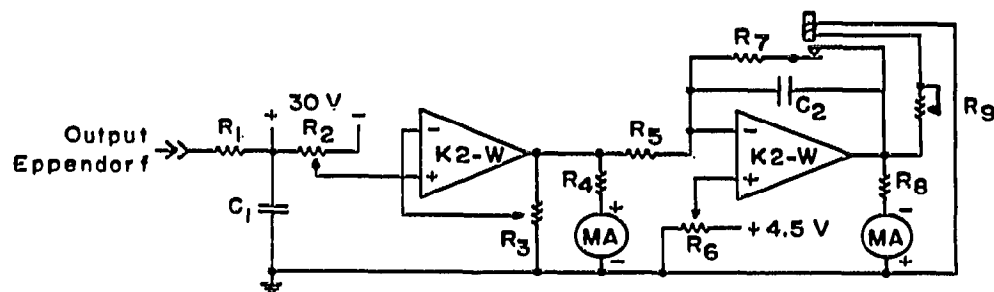 Output
Eppendorf
R1
C1
+
30 V
R2
-
-
K2-W
+
R3
R4
+
MA
-
R5
R7
C2
-
K2-W
+
R6
+ 4.5 V
R8
-
MA
+
R9